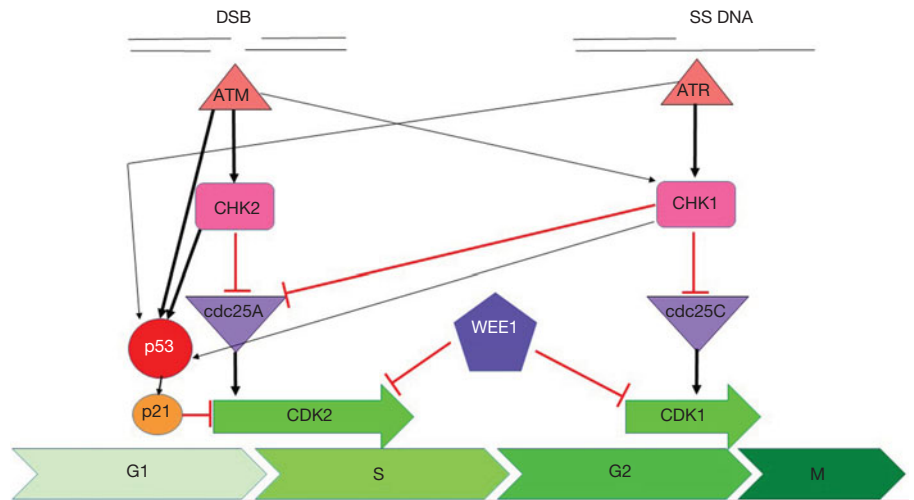 DSB
SS DNA
ATM
ATR
CHK2
CHK1
cdc25A
cdc25C
WEE1
p53
p21
CDK2
CDK1
G1
S
G2
M